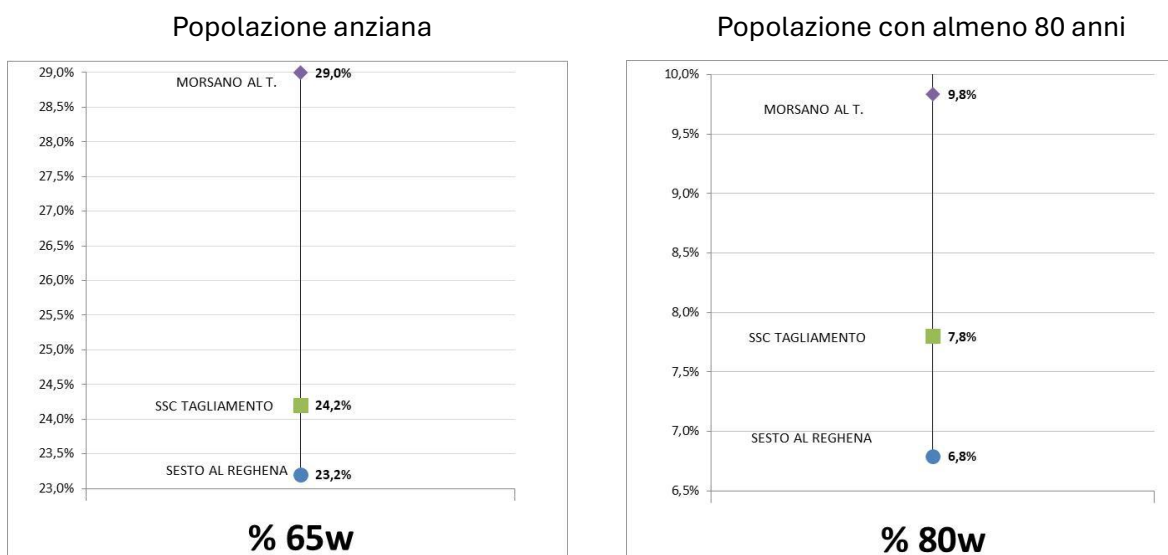 Popolazione anziana
29,0%
28,5%
28,0%
27,5%
27,0%
26,5%
26,0%
25,5%
25,0%
24,5%
24,0%
23,5%
23,0%
MORSANO AL T.
29,0%
SSC TAGLIAMENTO
24,2%
SESTO AL REGHENA
23,2%
% 65w
Popolazione con almeno 80 anni
10,0%
9,5%
9,0%
8,5%
8,0%
7,5%
7,0%
6,5%
MORSANO AL T.
9,8%
SSC TAGLIAMENTO
7,8%
SESTO AL REGHENA
6,8%
% 80w